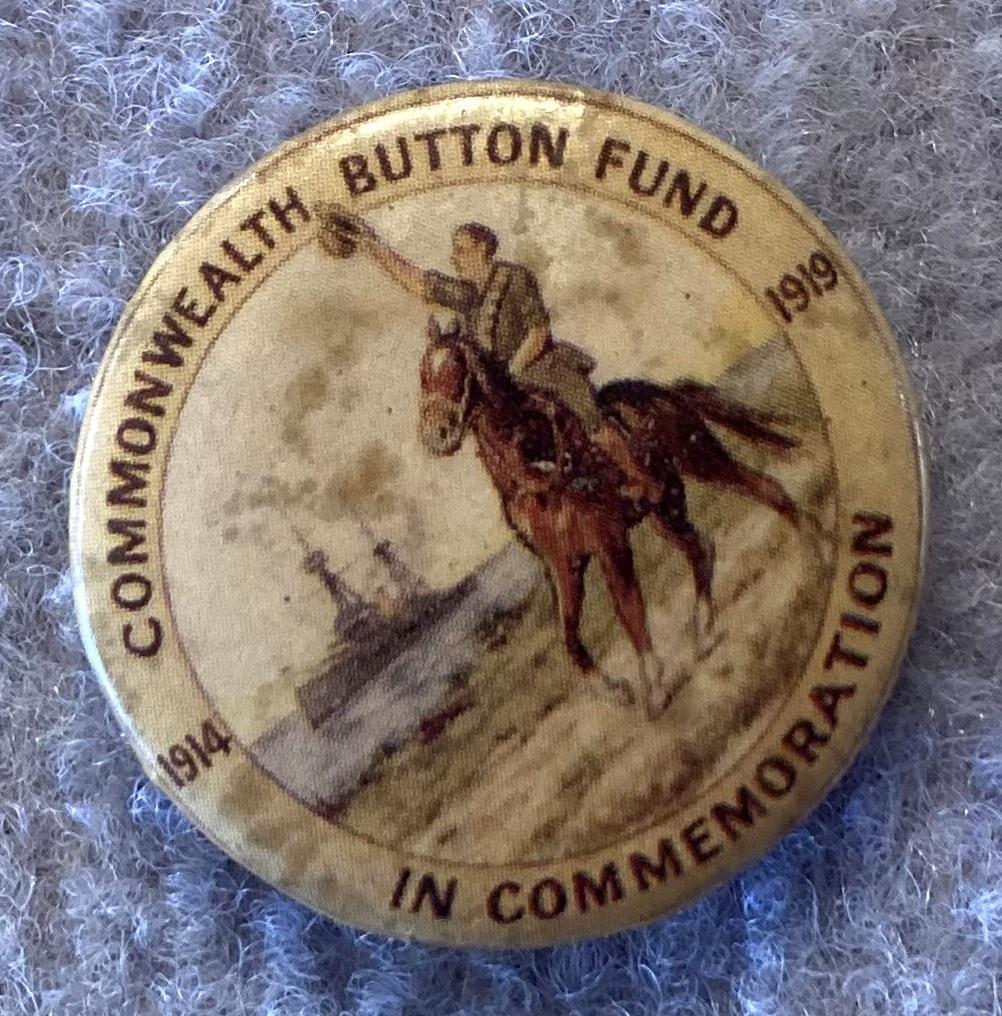 COMMONWEALTH BUTTON FUND
1914
1919
IN COMMEMORATION